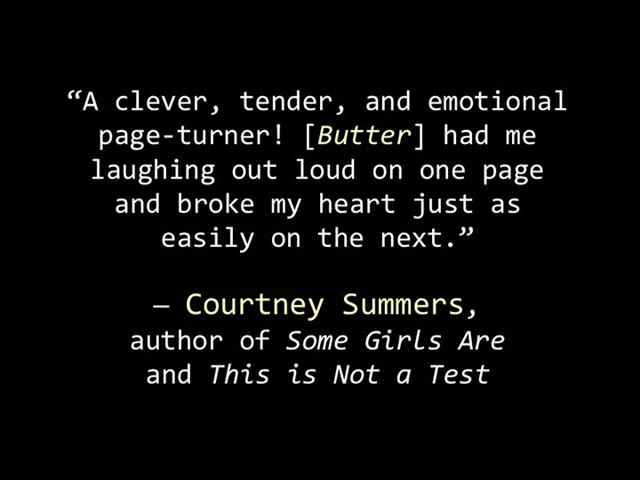 “A clever, tender, and emotional
page-turner! [Butter] had me
laughing out loud on one page
and broke my heart just as
easily on the next.”
— Courtney Summers,
author of Some Girls Are
and This is Not a Test